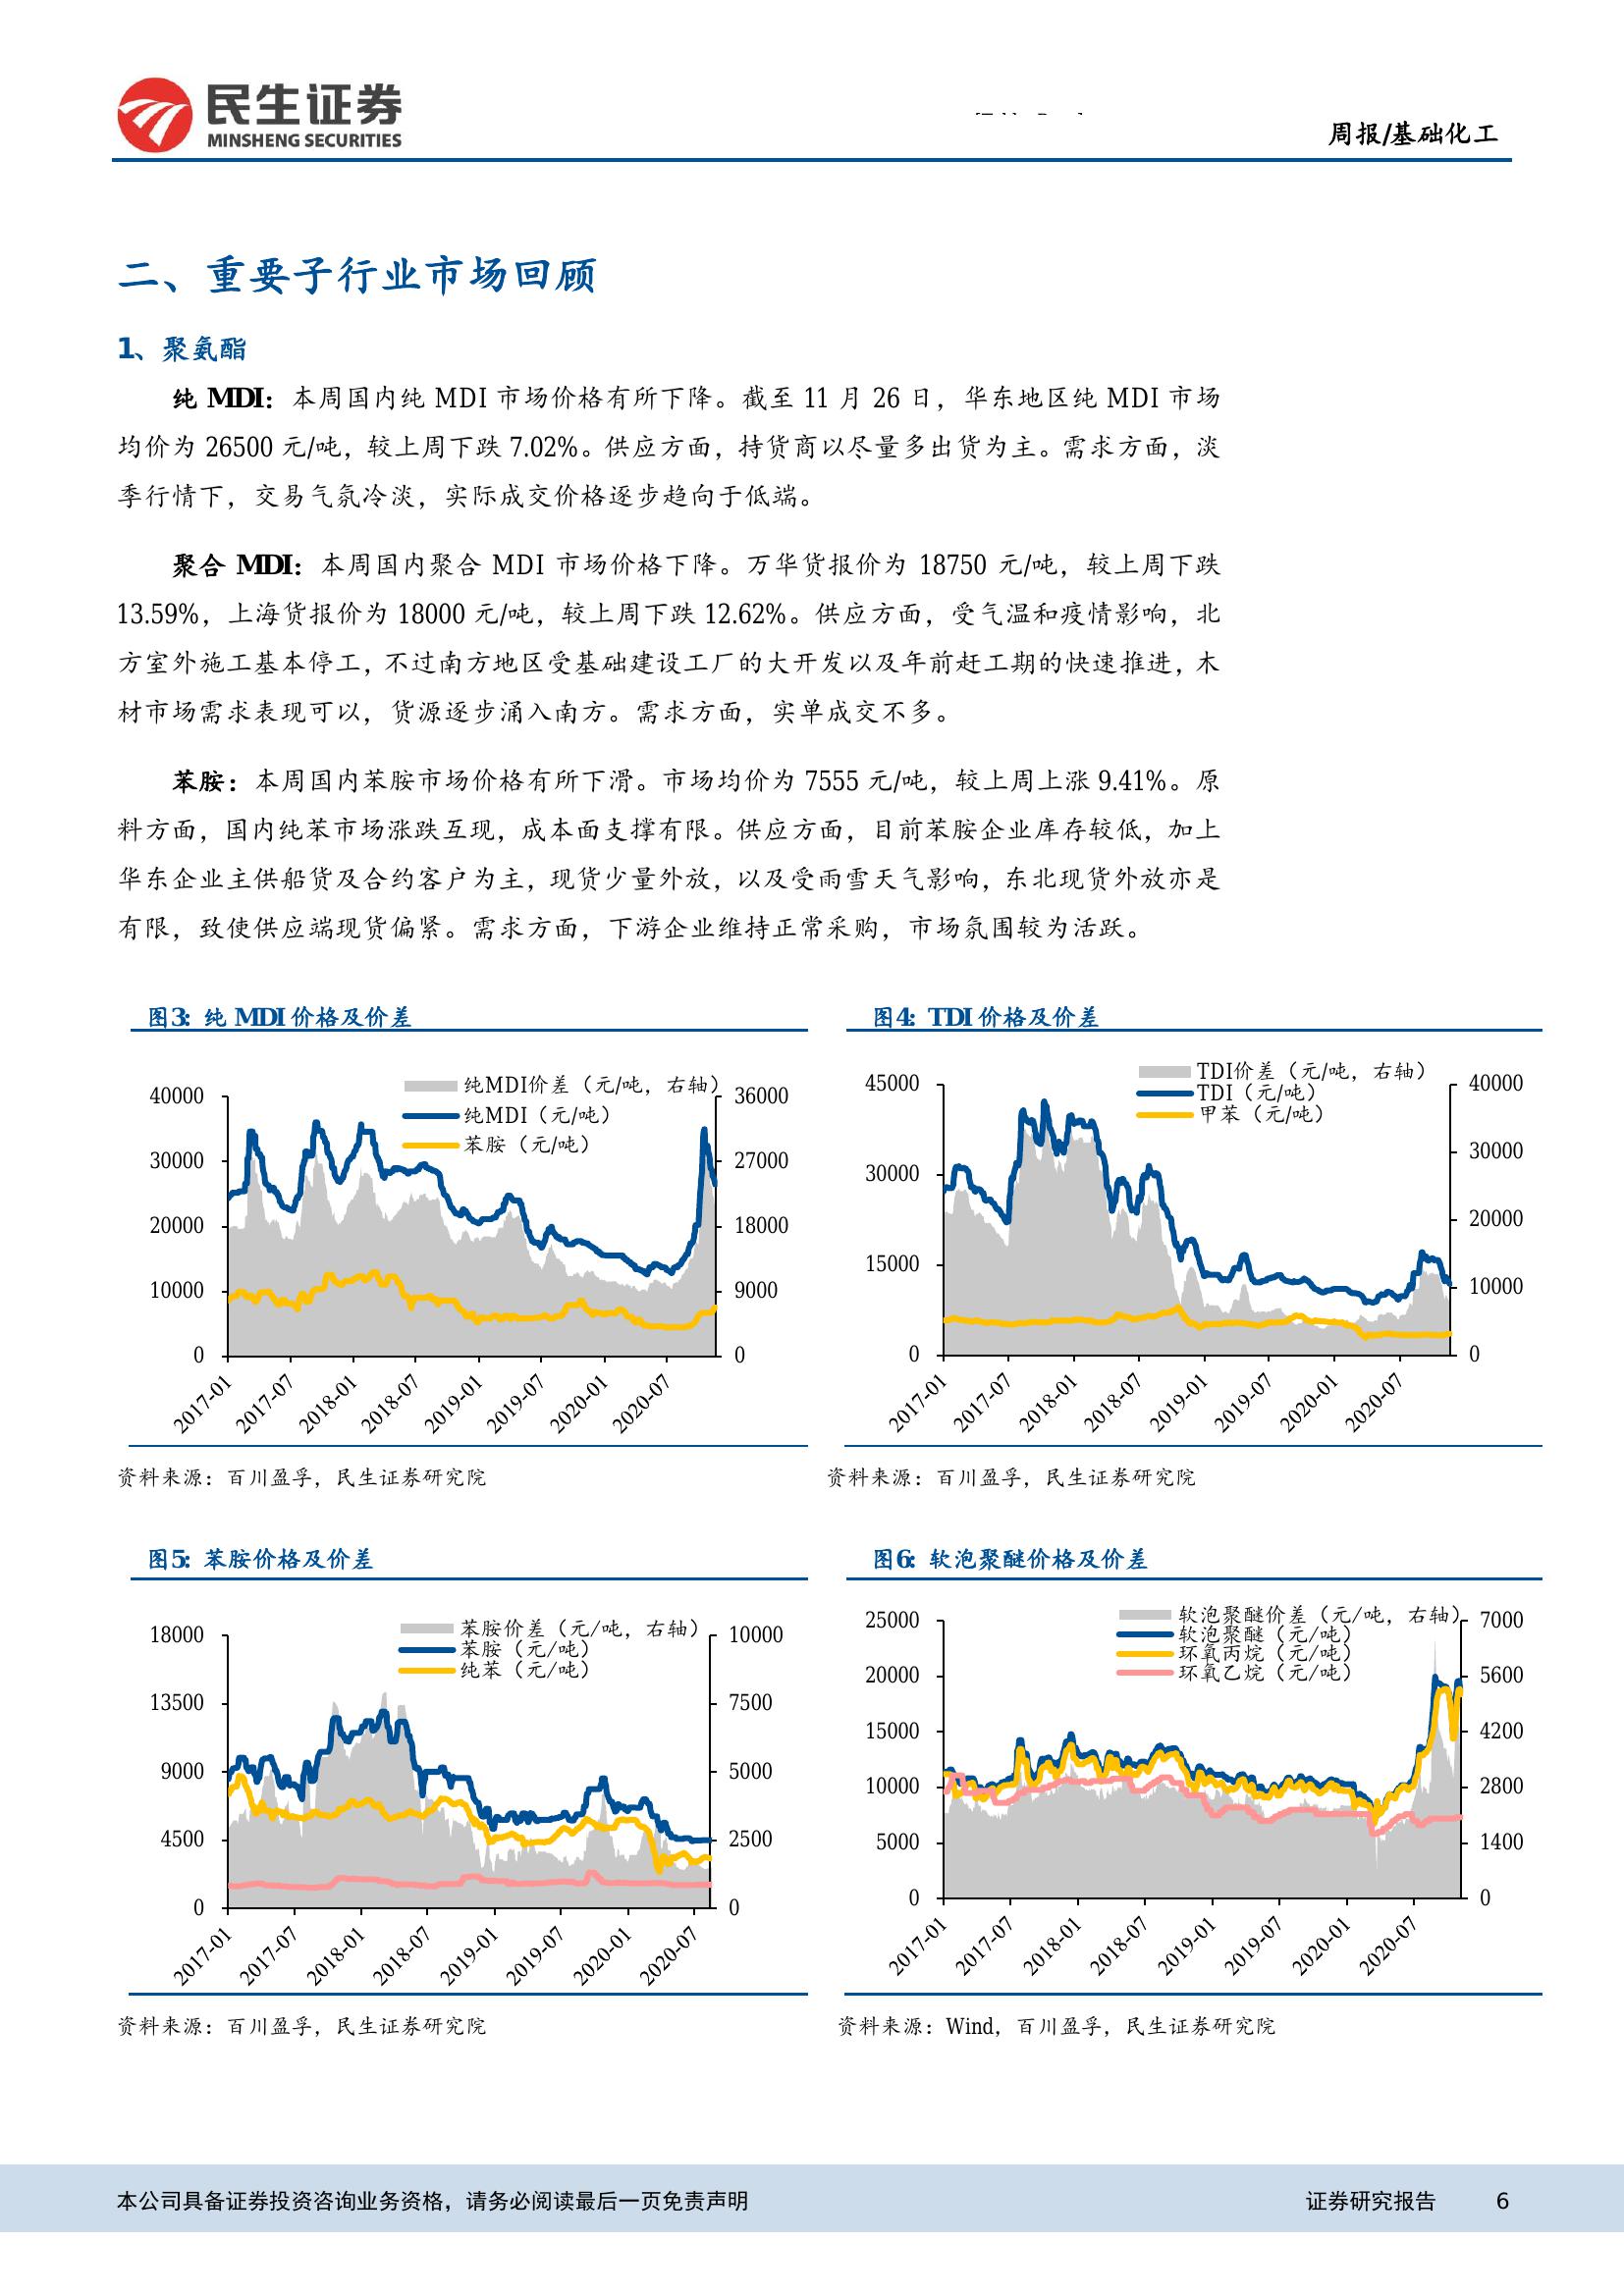 民生证券
MINSHENG SECURITIES
周报/基础化工
二、重要子行业市场回顾
1、聚氨酯
纯 MDI：本周国内纯 MDI 市场价格有所下降。截至 11 月 26 日，华东地区纯 MDI 市场
均价为 26500 元/吨，较上周下跌 7.02%。供应方面，持货商以尽量多出货为主。需求方面，淡
季行情下，交易气氛冷淡，实际成交价格逐步趋向于低端。
聚合 MDI：本周国内聚合 MDI 市场价格下降。万华货报价为 18750 元/吨，较上周下跌
13.59%，上海货报价为 18000 元/吨，较上周下跌 12.62%。供应方面，受气温和疫情影响，北
方室外施工基本停工，不过南方地区受基础建设工厂的大开发以及年前赶工期的快速推进，木
材市场需求表现可以，货源逐步涌入南方。需求方面，实单成交不多。
苯胺：本周国内苯胺市场价格有所下滑。市场均价为 7555 元/吨，较上周上涨 9.41%。原
料方面，国内纯苯市场涨跌互现，成本面支撑有限。供应方面，目前苯胺企业库存较低，加上
华东企业主供船货及合约客户为主，现货少量外放，以及受雨雪天气影响，东北现货外放亦是
有限，致使供应端现货偏紧。需求方面，下游企业维持正常采购，市场氛围较为活跃。
图3：纯 MDI 价格及价差
纯MDI价差（元/吨，右轴）
纯MDI（元/吨）
苯胺（元/吨）
40000
30000
20000
10000
0
36000
27000
18000
9000
0
2017-01
2017-07
2018-01
2018-07
2019-01
2019-07
2020-01
2020-07
资料来源：百川盈孚，民生证券研究院
图4：TDI 价格及价差
TDI价差（元/吨，右轴）
TDI（元/吨）
甲苯（元/吨）
45000
30000
15000
0
40000
30000
20000
10000
0
2017-01
2017-07
2018-01
2018-07
2019-01
2019-07
2020-01
2020-07
资料来源：百川盈孚，民生证券研究院
图5：苯胺价格及价差
苯胺价差（元/吨，右轴）
苯胺（元/吨）
纯苯（元/吨）
18000
13500
9000
4500
0
10000
7500
5000
2500
0
2017-01
2017-07
2018-01
2018-07
2019-01
2019-07
2020-01
2020-07
资料来源：百川盈孚，民生证券研究院
图6：软泡聚醚价格及价差
软泡聚醚价差（元/吨，右轴）
软泡聚醚（元/吨）
环氧丙烷（元/吨）
环氧乙烷（元/吨）
25000
20000
15000
10000
5000
0
7000
5600
4200
2800
1400
0
2017-01
2017-07
2018-01
2018-07
2019-01
2019-07
2020-01
2020-07
资料来源：Wind，百川盈孚，民生证券研究院
本公司具备证券投资咨询业务资格，请务必阅读最后一页免责声明
证券研究报告 6